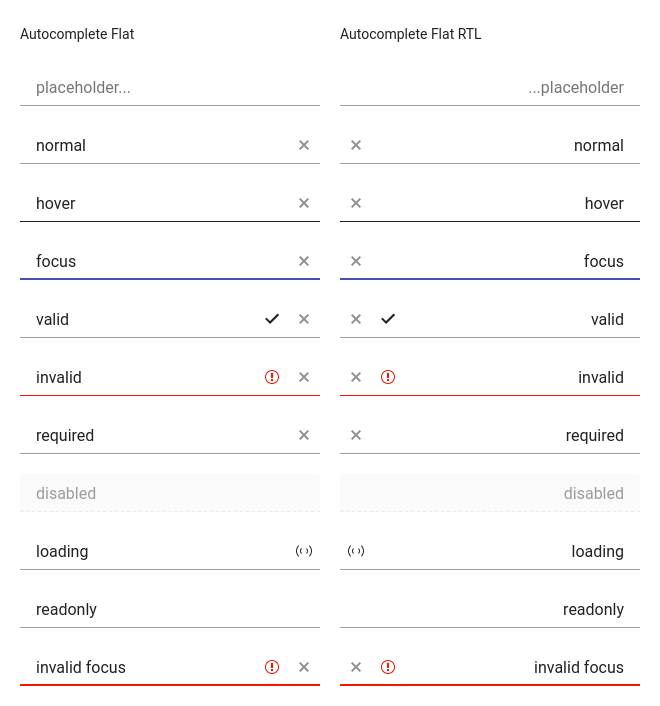 Autocomplete Flat
Autocomplete Flat RTL
placeholder...
...placeholder
normal
normal
hover
hover
focus
focus
valid
valid
invalid
invalid
required
required
disabled
disabled
loading
loading
readonly
readonly
invalid focus
invalid focus